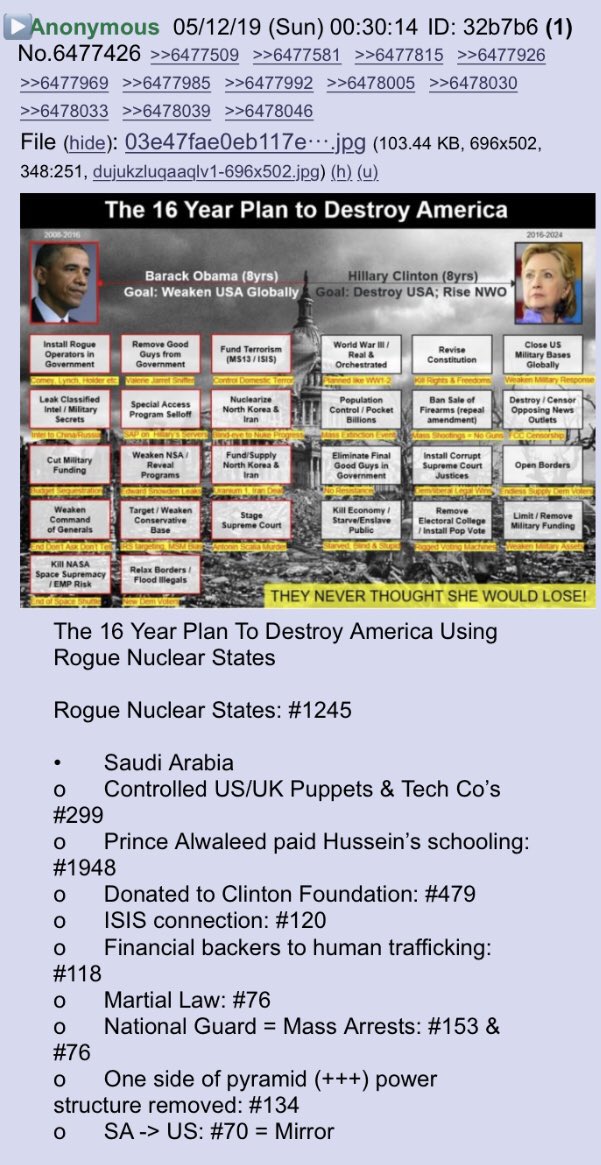 Anonymous 05/12/19 (Sun) 00:30:14 ID: 32b7b6 (1)
No.6477426 >>6477509 >>6477581 >>6477815 >>6477926
>>6477969 >>6477985 >>6477992 >>6478005 >>6478030
>>6478033 >>6478039 >>6478046
File (hide): 03e47fae0eb117e⋯.jpg (103.44 KB, 696x502,
348:251, dujukzluqaaqlv1-696x502.jpg) (h) (u)
The 16 Year Plan to Destroy America
2008-2016
2016-2024
Barack Obama (8yrs)
Goal: Weaken USA Globally
Hillary Clinton (8yrs)
Goal: Destroy USA; Rise NWO
Install Rogue
Operators in
Government
Comey, Lynch, Holder etc
Remove Good
Guys from
Government
Valerie Jarret Sniffer
Fund Terrorism
(MS13 / ISIS)
Control Domestic Terror
World War III /
Real &
Orchestrated
Planned like WW1-2
Revise
Constitution
Kill Rights & Freedoms
Close US
Military Bases
Globally
Weaken Military Response
Leak Classified
Intel / Military
Secrets
Intel to China/Russia
Special Access
Program Selloff
SAP on Hillary's Servers
Nuclearize
North Korea &
Iran
Blind-eye to Nuke Progress
Population
Control / Pocket
Billions
Mass Extinction Event
Ban Sale of
Firearms (repeal
amendment)
Mass Shootings = No Guns
Destroy / Censor
Opposing News
Outlets
FCC Censorship
Cut Military
Funding
Budget Sequestration
Weaken NSA /
Reveal
Programs
Edward Snowden Leaks
Fund/Supply
North Korea &
Iran
Uranium 1, Iran Deal
Eliminate Final
Good Guys in
Government
No Resistance
Install Corrupt
Supreme Court
Justices
Dem/liberal Legal Wins
Open Borders
Endless Supply Dem Voters
Weaken
Command
of Generals
End Don't Ask Don't Tell
Target / Weaken
Conservative
Base
IRS targeting, MSM Bias
Stage
Supreme Court
Antonin Scalia Murder
Kill Economy /
Starve/Enslave
Public
Starved, Blind & Stupid
Remove
Electoral College
/ Install Pop Vote
Rigged Voting Machines
Limit / Remove
Military Funding
Weaken Military Assets
Kill NASA
Space Supremacy
/ EMP Risk
End of Space Shuttle
Relax Borders /
Flood Illegals
New Dem Voters
THEY NEVER THOUGHT SHE WOULD LOSE!
The 16 Year Plan To Destroy America Using
Rogue Nuclear States
Rogue Nuclear States: #1245
• Saudi Arabia
o Controlled US/UK Puppets & Tech Co's
#299
o Prince Alwaleed paid Hussein's schooling:
#1948
o Donated to Clinton Foundation: #479
o ISIS connection: #120
o Financial backers to human trafficking:
#118
o Martial Law: #76
o National Guard = Mass Arrests: #153 &
#76
o One side of pyramid (+++) power
structure removed: #134
o SA -> US: #70 = Mirror